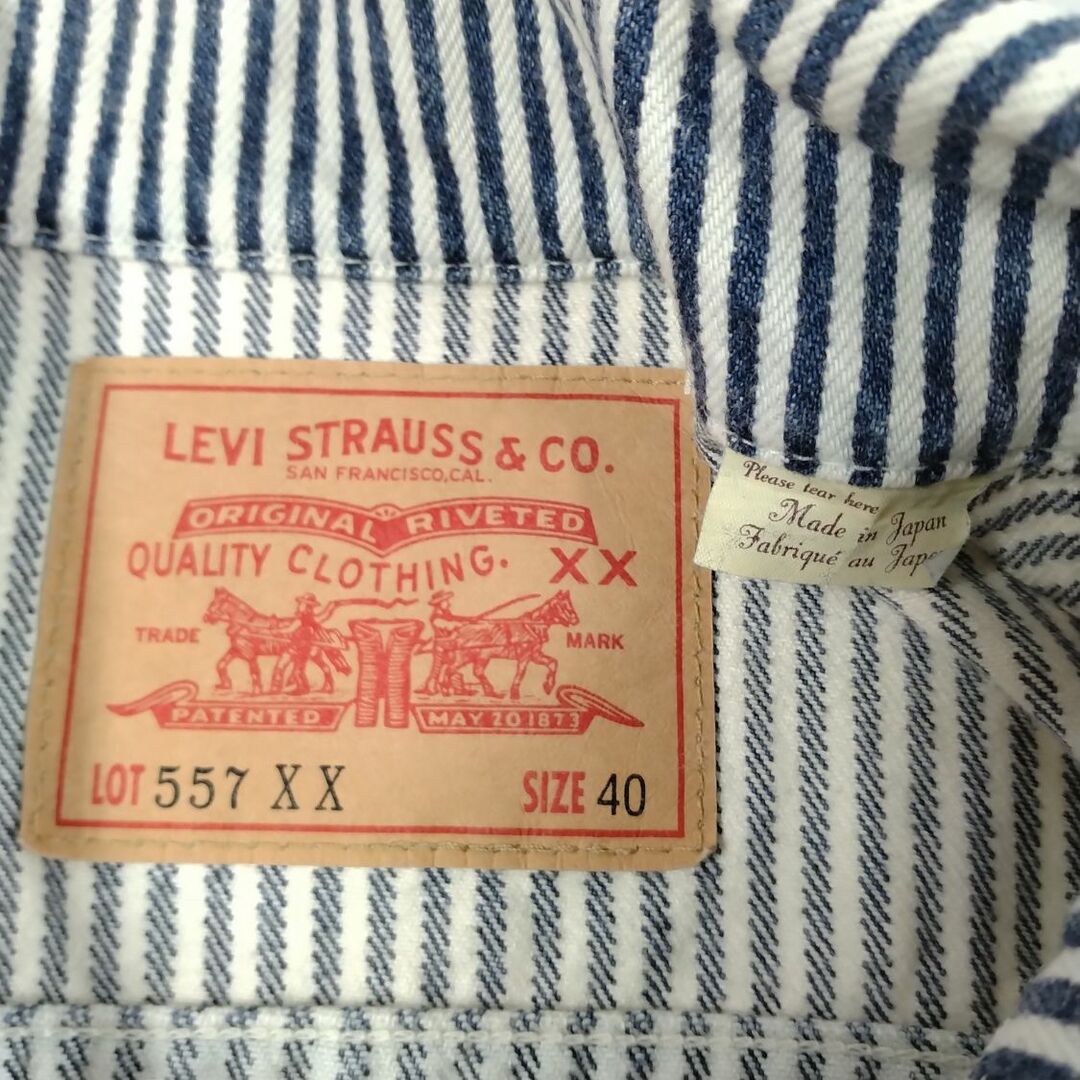 LEVI STRAUSS & CO.
SAN FRANCISCO, CAL.
ORIGINAL RIVETED
QUALITY CLOTHING. XX
TRADE MARK
PATENTED MAY 20 1873
LOT 557 XX SIZE 40
Please tear here
Made in Japan
Fabriqué au